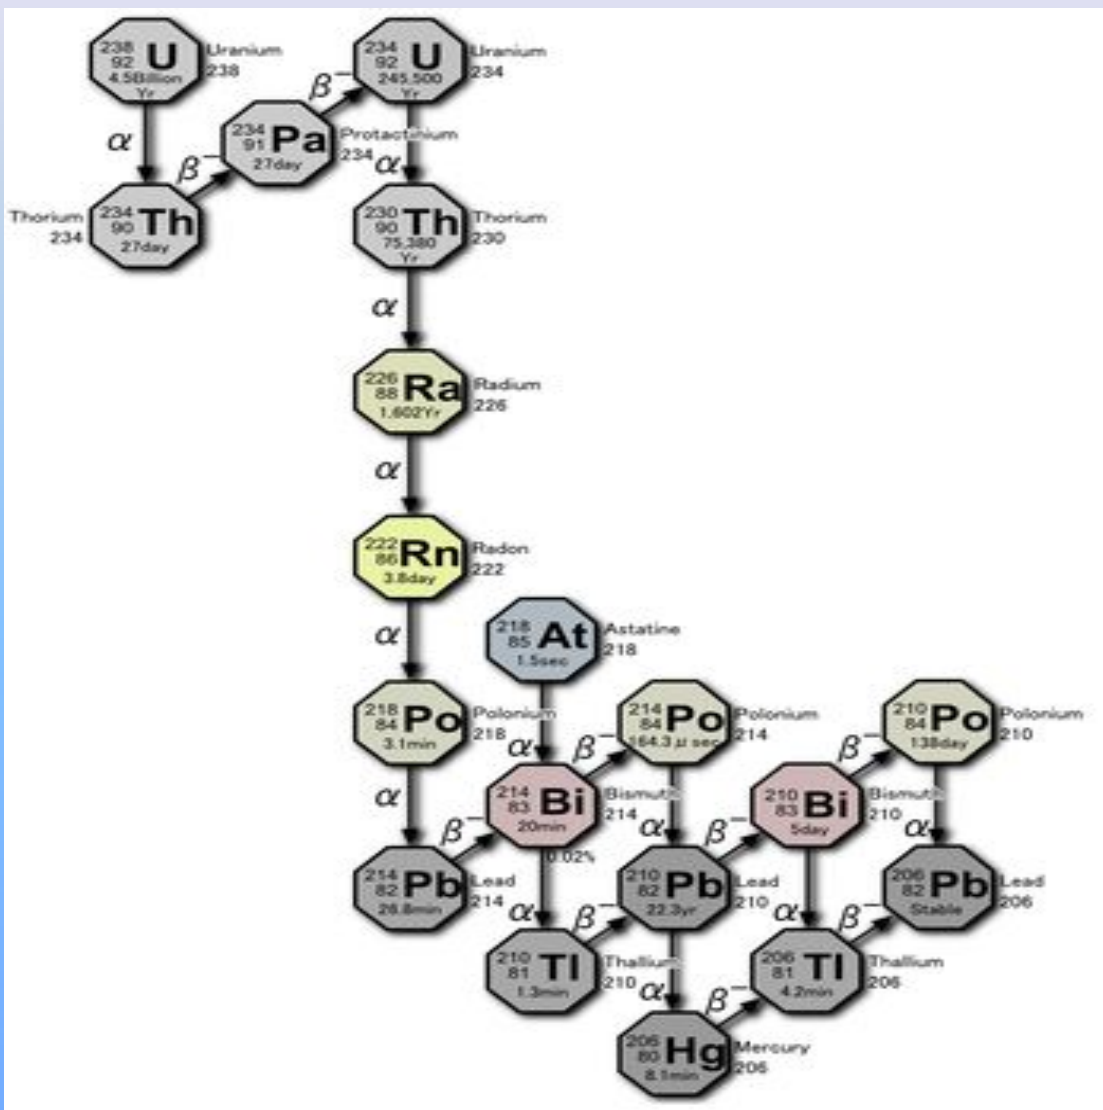 238
92 U
4.5Billion
Yr
Uranium
238
234
92 U
245,500
Yr
Uranium
234
α
β⁻
234
91 Pa
27day
Protactinium
234
β⁻
α
Thorium
234
234
90 Th
27day
230
90 Th
75,380
Yr
Thorium
230
α
226
88 Ra
1,602Yr
Radium
226
α
222
86 Rn
3.8day
Radon
222
α
218
85 At
1.5sec
Astatine
218
218
84 Po
3.1min
Polonium
218
α
β⁻
214
84 Po
164.3 μ sec
Polonium
214
β⁻
210
84 Po
138day
Polonium
210
α
β⁻
214
83 Bi
20min
Bismuth
214
0.02%
α
β⁻
210
83 Bi
5day
Bismuth
210
α
214
82 Pb
26.8min
Lead
214
α
β⁻
210
82 Pb
22.3yr
Lead
210
α
β⁻
206
82 Pb
Stable
Lead
206
210
81 Tl
1.3min
Thallium
210
α
β⁻
206
81 Tl
4.2min
Thallium
206
206
80 Hg
8.1min
Mercury
206